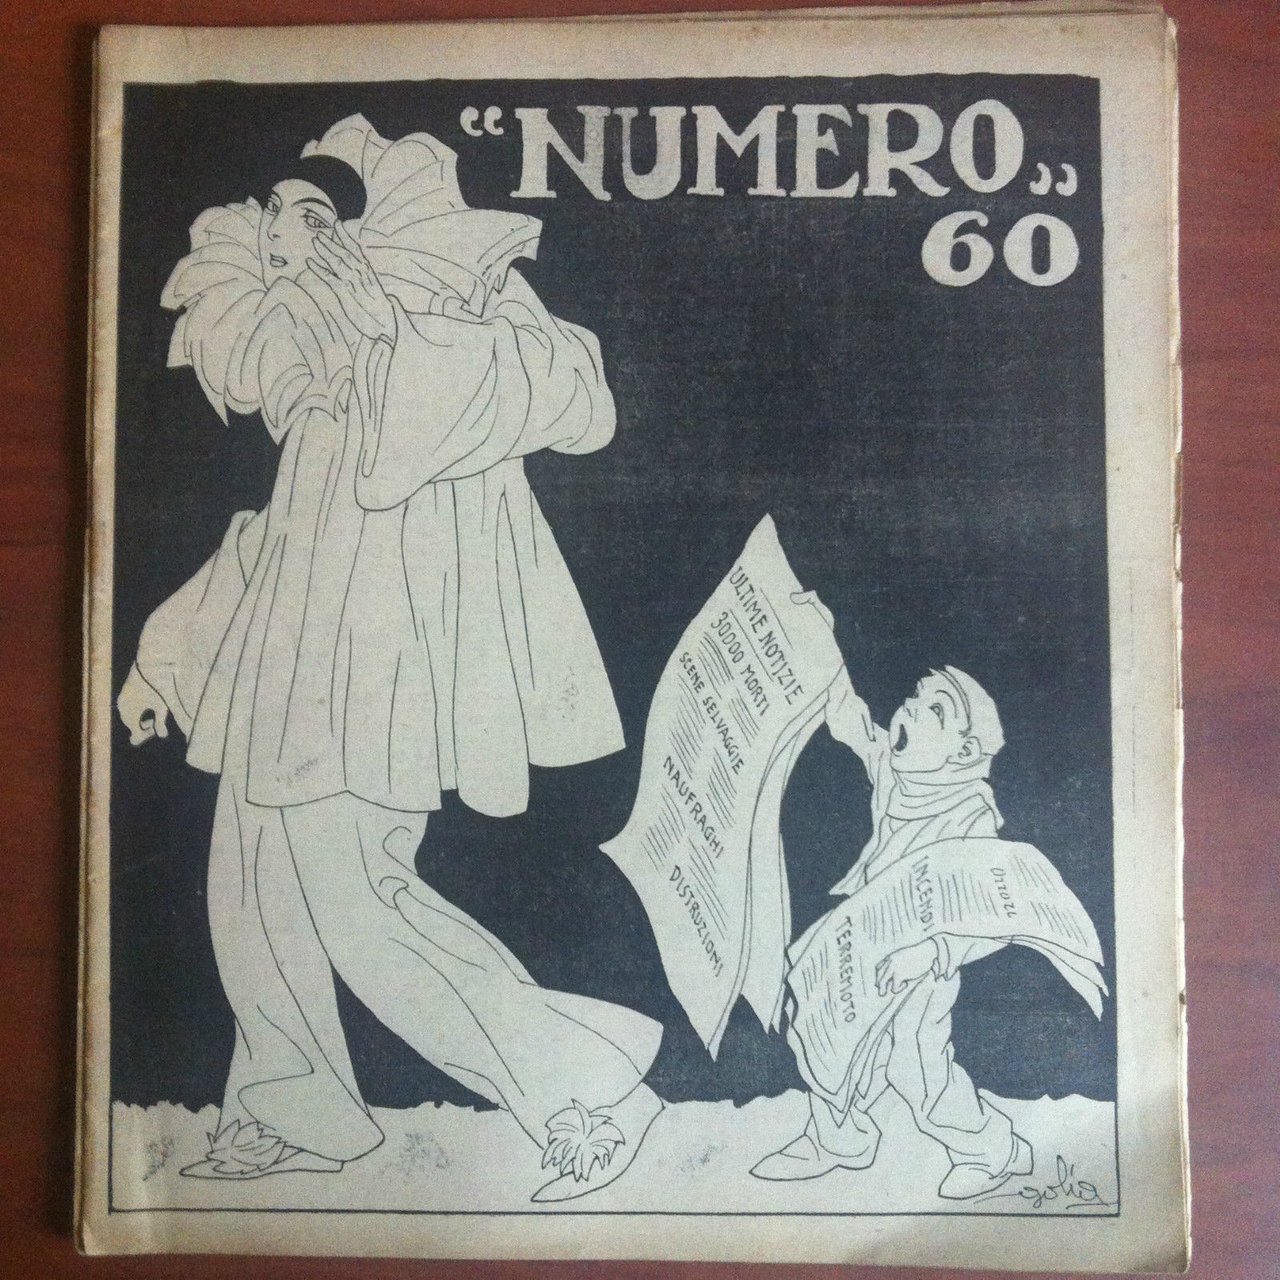 “NUMERO„
60
ULTIME NOTIZIE
30000 MORTI
SCENE SELVAGGIE
NAUFRAGHI
DISTRUZIONI
INCENDI
TERREMOTO
golia